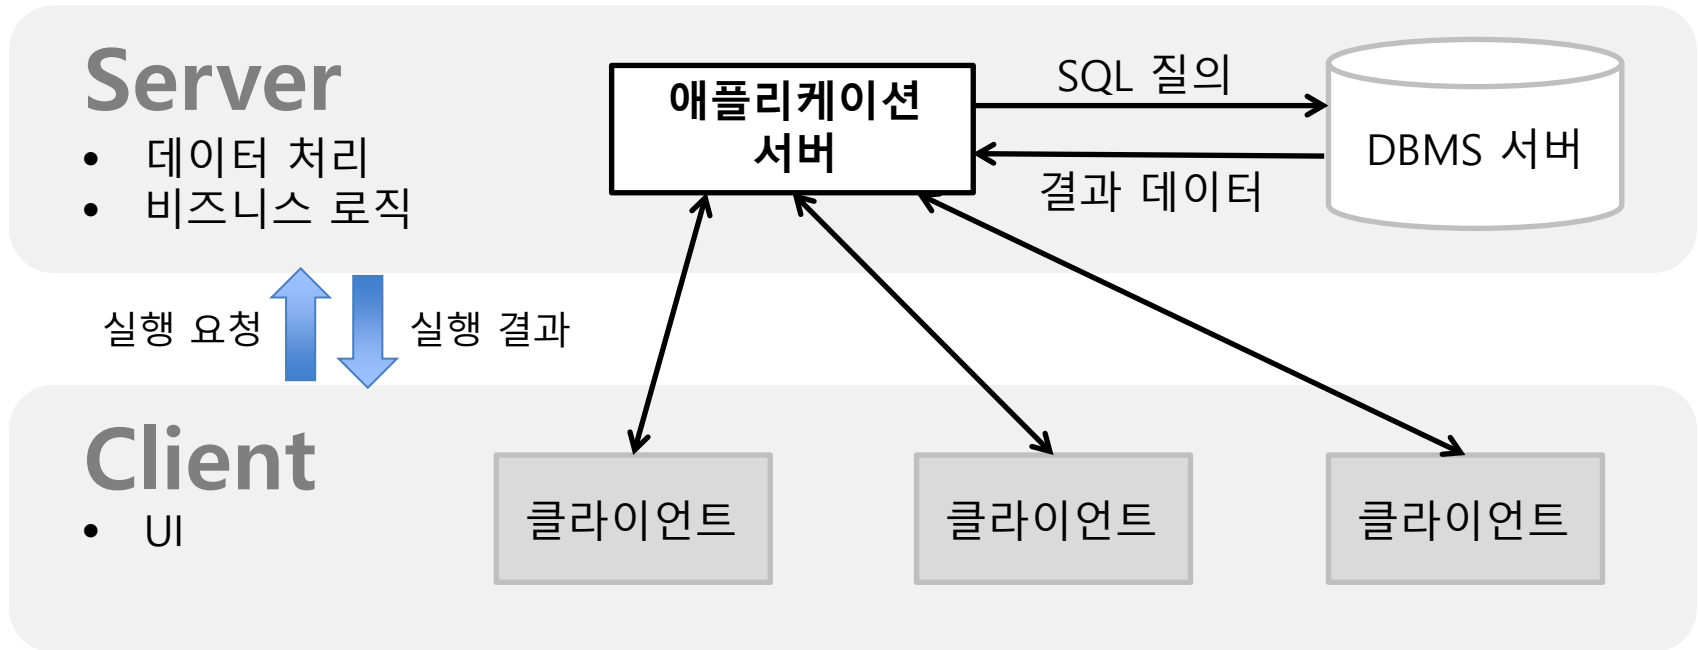 Server
• 데이터 처리
• 비즈니스 로직
애플리케이션
서버
SQL 질의
결과 데이터
DBMS 서버
실행 요청
실행 결과
Client
• UI
클라이언트
클라이언트
클라이언트